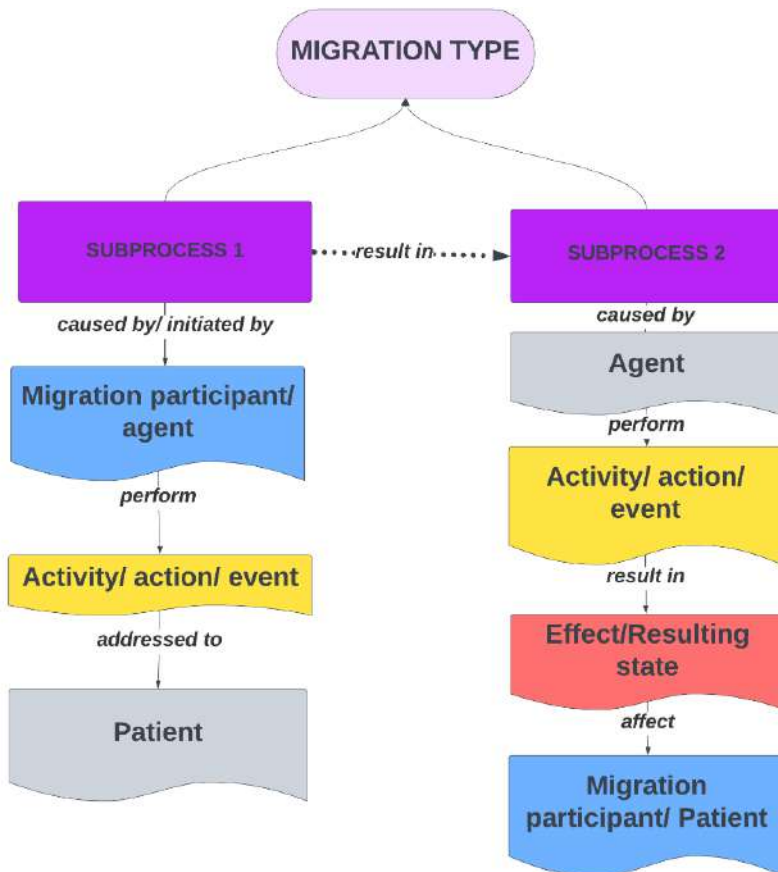 MIGRATION TYPE
SUBPROCESS 1
result in
SUBPROCESS 2
caused by/ initiated by
Migration participant/
agent
perform
Activity/ action/ event
addressed to
Patient
caused by
Agent
perform
Activity/ action/
event
result in
Effect/Resulting
state
affect
Migration
participant/ Patient